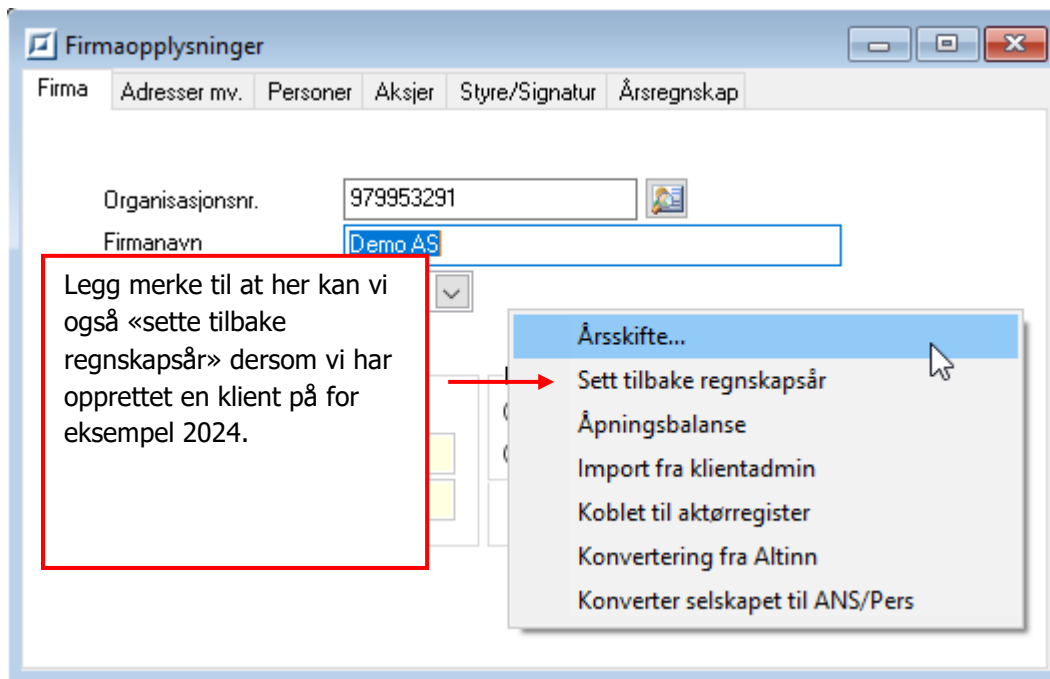 Firmaopplysninger
Firma Adresser mv. Personer Aksjer Styre/Signatur Årsregnskap
Organisasjonsnr. 979953291
Firmanavn Demo AS
Legg merke til at her kan vi
også «sette tilbake
regnskapsår» dersom vi har
opprettet en klient på for
eksempel 2024.
Årsskifte...
Sett tilbake regnskapsår
Åpningsbalanse
Import fra klientadmin
Koblet til aktørregister
Konvertering fra Altinn
Konverter selskapet til ANS/Pers